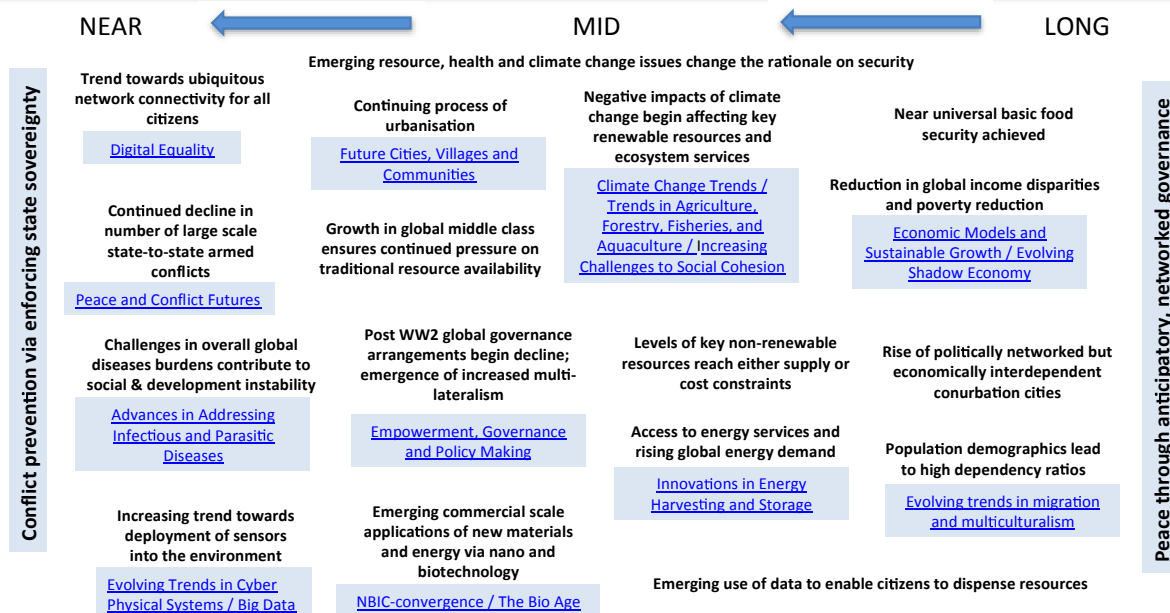 NEAR
MID
LONG
Emerging resource, health and climate change issues change the rationale on security
Conflict prevention via enforcing state sovereignty
Trend towards ubiquitous
network connectivity for all
citizens
Digital Equality
Continued decline in
number of large scale
state-to-state armed
conflicts
Peace and Conflict Futures
Challenges in overall global
diseases burdens contribute to
social & development instability
Advances in Addressing
Infectious and Parasitic
Diseases
Increasing trend towards
deployment of sensors
into the environment
Evolving Trends in Cyber
Physical Systems / Big Data
Continuing process of
urbanisation
Future Cities, Villages and
Communities
Growth in global middle class
ensures continued pressure on
traditional resource availability
Post WW2 global governance
arrangements begin decline;
emergence of increased multi-
lateralism
Empowerment, Governance
and Policy Making
Emerging commercial scale
applications of new materials
and energy via nano and
biotechnology
NBIC-convergence / The Bio Age
Negative impacts of climate
change begin affecting key
renewable resources and
ecosystem services
Climate Change Trends /
Trends in Agriculture,
Forestry, Fisheries, and
Aquaculture / Increasing
Challenges to Social Cohesion
Levels of key non-renewable
resources reach either supply or
cost constraints
Access to energy services and
rising global energy demand
Innovations in Energy
Harvesting and Storage
Near universal basic food
security achieved
Reduction in global income disparities
and poverty reduction
Economic Models and
Sustainable Growth / Evolving
Shadow Economy
Rise of politically networked but
economically interdependent
conurbation cities
Population demographics lead
to high dependency ratios
Evolving trends in migration
and multiculturalism
Emerging use of data to enable citizens to dispense resources
Peace through anticipatory, networked governance